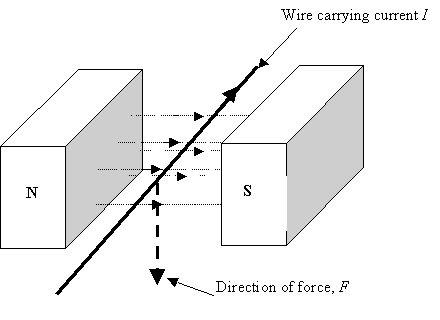 Wire carrying current I
N
S
Direction of force, F